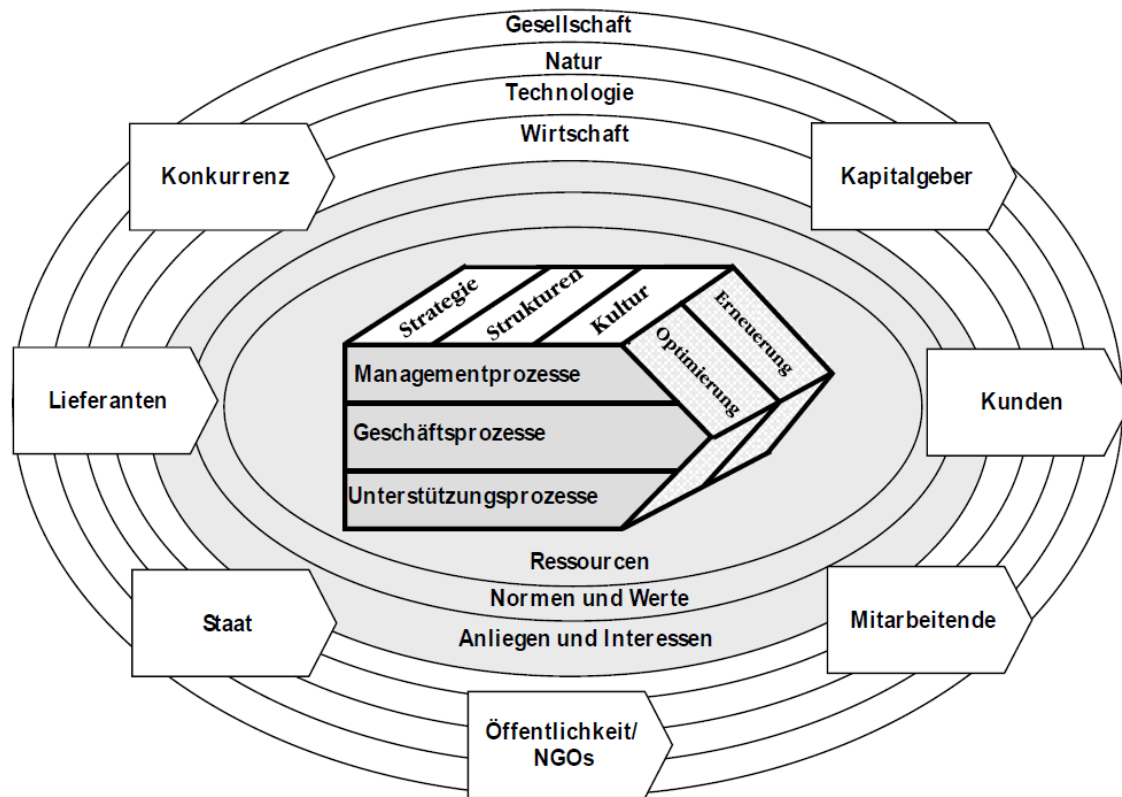 Gesellschaft
Natur
Technologie
Wirtschaft
Konkurrenz
Kapitalgeber
Strategie
Strukturen
Kultur
Erneuerung
Optimierung
Managementprozesse
Geschäftsprozesse
Unterstützungsprozesse
Lieferanten
Kunden
Ressourcen
Normen und Werte
Anliegen und Interessen
Staat
Mitarbeitende
Öffentlichkeit/
NGOs